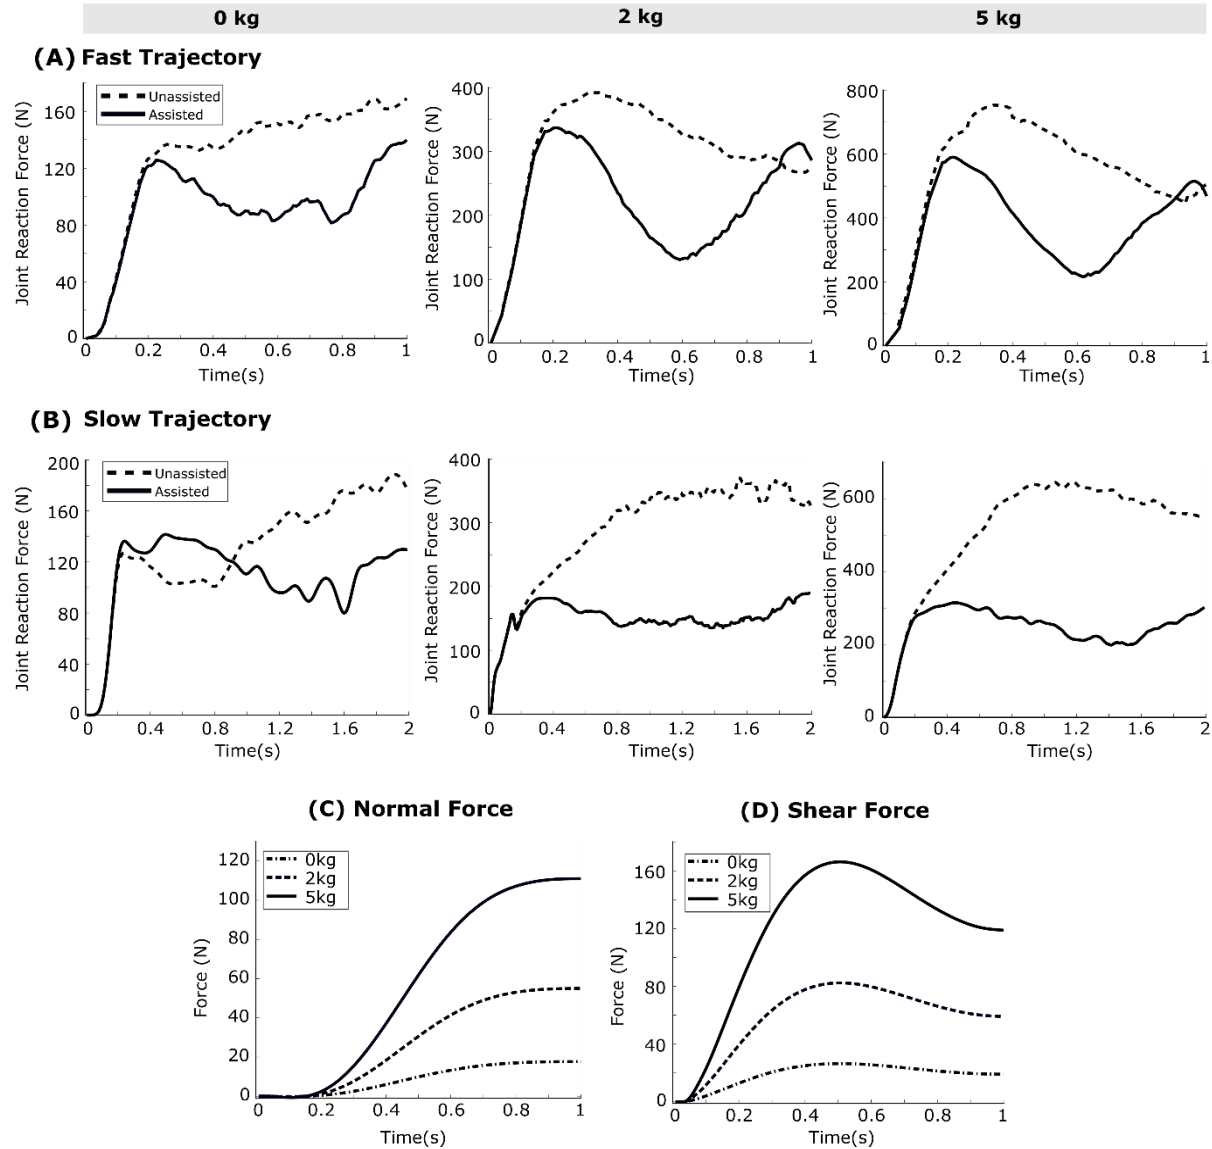 0 kg 2 kg 5 kg
(A) Fast Trajectory
Joint Reaction Force (N)
160
120
80
40
0
Unassisted
Assisted
0 0.2 0.4 0.6 0.8 1
Time(s)
Joint Reaction Force (N)
400
300
200
100
0
0 0.2 0.4 0.6 0.8 1
Time(s)
Joint Reaction Force (N)
800
600
400
200
0
0 0.2 0.4 0.6 0.8 1
Time(s)
(B) Slow Trajectory
Joint Reaction Force (N)
200
160
120
80
40
0
Unassisted
Assisted
0 0.4 0.8 1.2 1.6 2
Time(s)
Joint Reaction Force (N)
400
300
200
100
0
0 0.4 0.8 1.2 1.6 2
Time(s)
Joint Reaction Force (N)
600
400
200
0
0 0.4 0.8 1.2 1.6 2
Time(s)
(C) Normal Force
Force (N)
120
100
80
60
40
20
0
0kg
2kg
5kg
0 0.2 0.4 0.6 0.8 1
Time(s)
(D) Shear Force
Force (N)
160
120
80
40
0
0kg
2kg
5kg
0 0.2 0.4 0.6 0.8 1
Time(s)